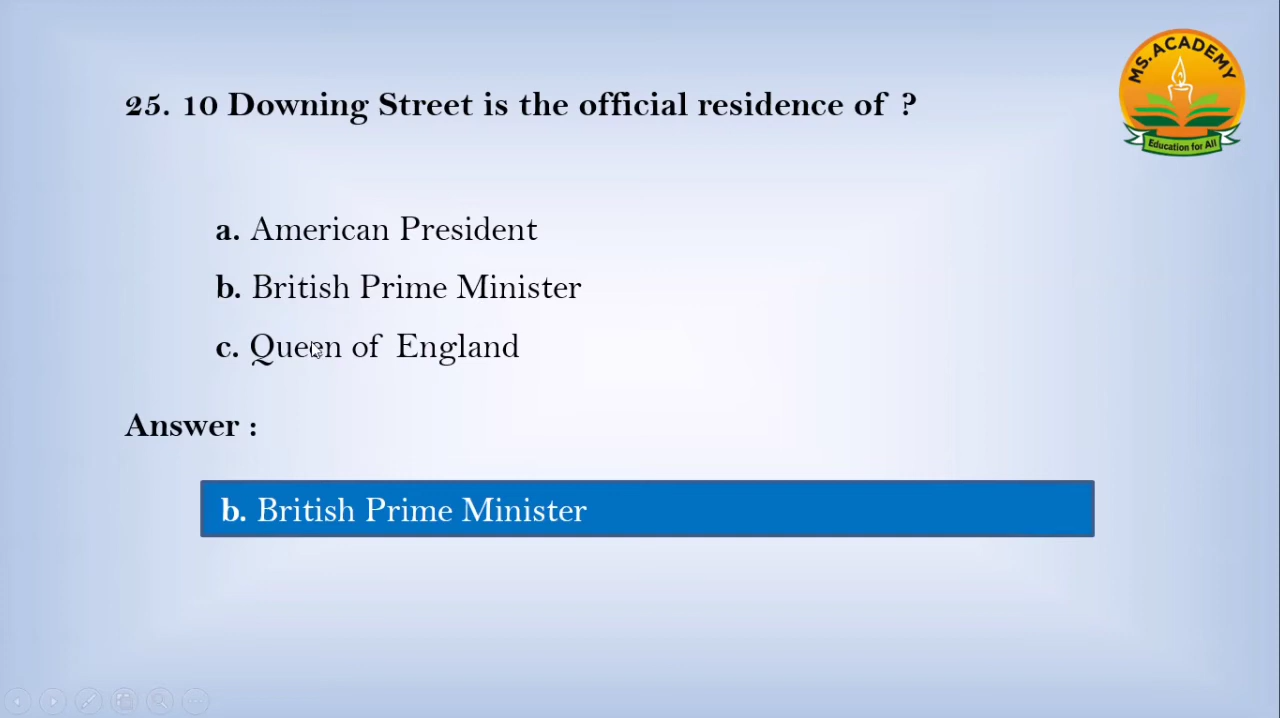 MS. ACADEMY
Education for All
25. 10 Downing Street is the official residence of ?
a. American President
b. British Prime Minister
c. Queen of England
Answer :
b. British Prime Minister